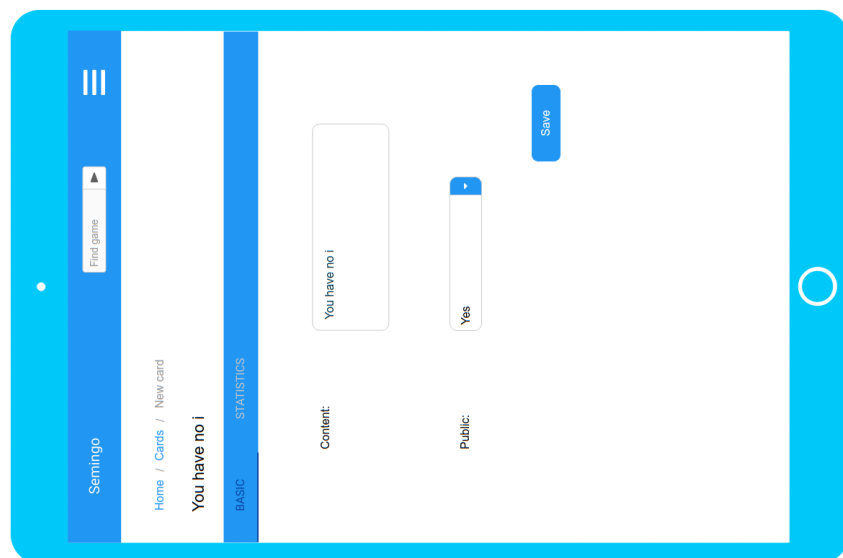 Semingo
Find game
Home / Cards / New card
You have no i
BASIC STATISTICS
Content:
You have no i
Public:
Yes
Save